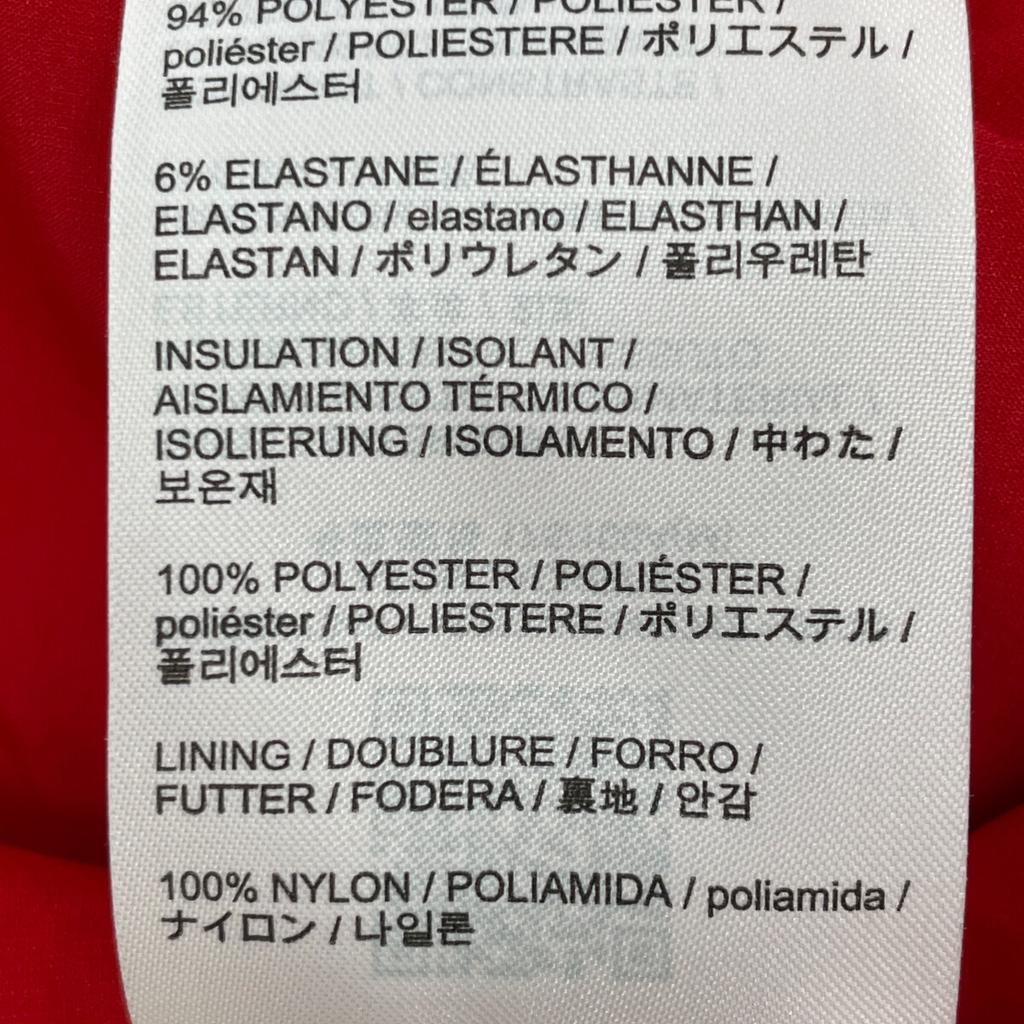 94% POLYESTER / POLIÉSTER /
poliéster / POLIESTERE / ポリエステル /
폴리에스터
6% ELASTANE / ÉLASTHANNE /
ELASTANO / elastano / ELASTHAN /
ELASTAN / ポリウレタン / 폴리우레탄
INSULATION / ISOLANT /
AISLAMIENTO TÉRMICO /
ISOLIERUNG / ISOLAMENTO / 中わた /
보온재
100% POLYESTER / POLIÉSTER /
poliéster / POLIESTERE / ポリエステル /
폴리에스터
LINING / DOUBLURE / FORRO /
FUTTER / FODERA / 裏地 / 안감
100% NYLON / POLIAMIDA / poliamida /
ナイロン / 나일론